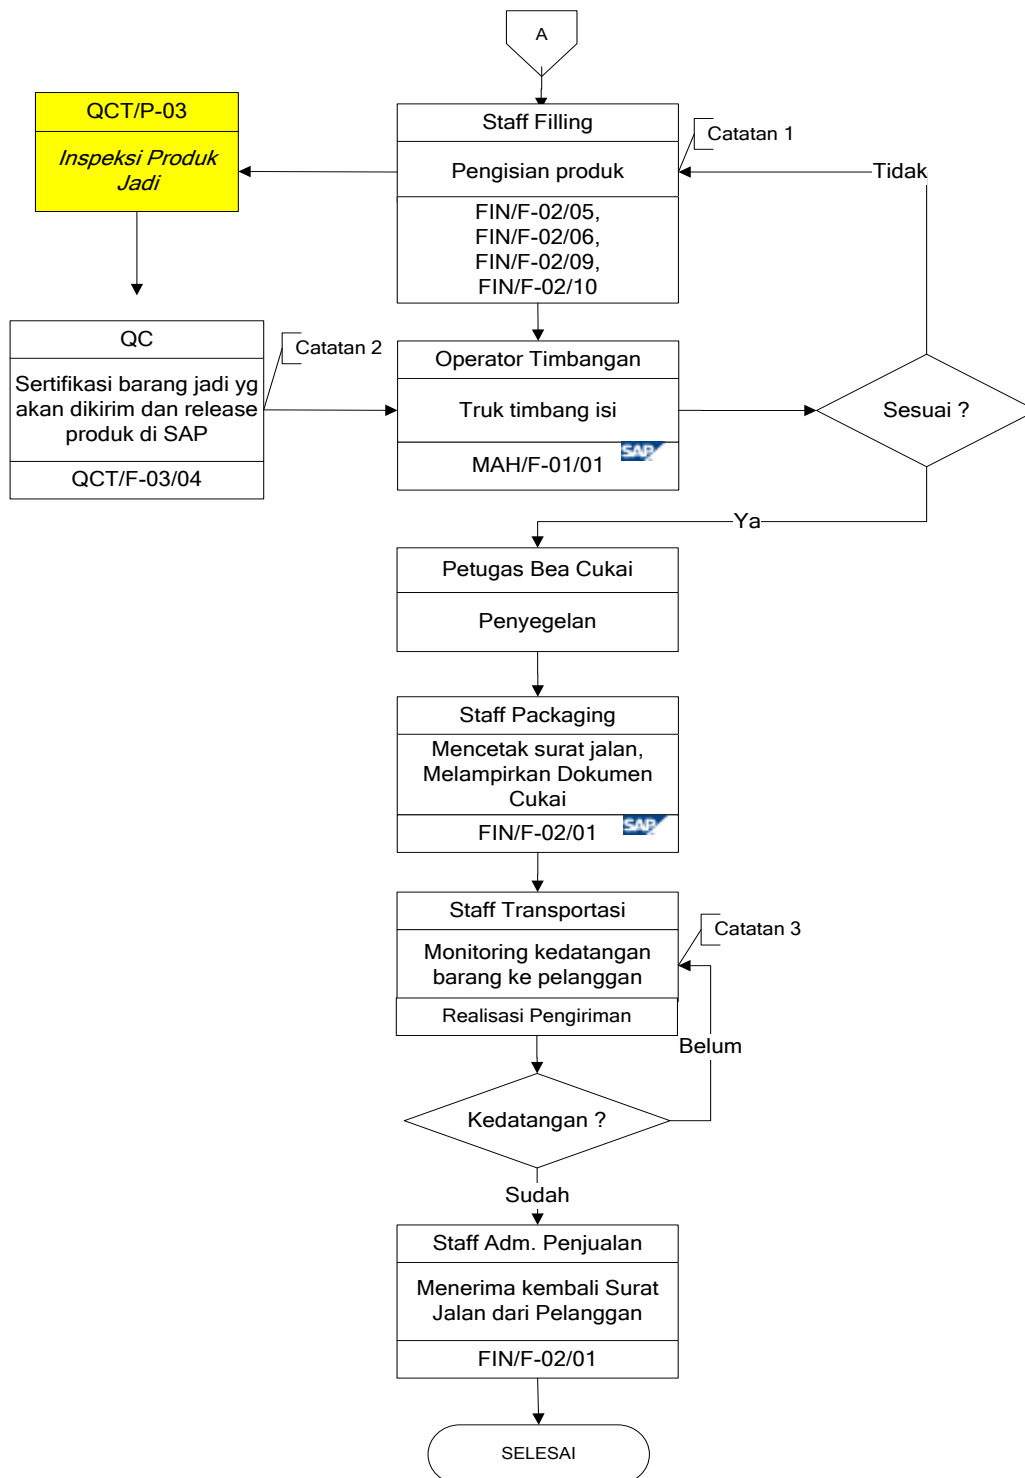 A
QCT/P-03
Inspeksi Produk
Jadi
Staff Filling
Pengisian produk
FIN/F-02/05,
FIN/F-02/06,
FIN/F-02/09,
FIN/F-02/10
Catatan 1
Tidak
QC
Sertifikasi barang jadi yg
akan dikirim dan release
produk di SAP
QCT/F-03/04
Catatan 2
Operator Timbangan
Truk timbang isi
MAH/F-01/01
SAP
Sesuai ?
Ya
Petugas Bea Cukai
Penyegelan
Staff Packaging
Mencetak surat jalan,
Melampirkan Dokumen
Cukai
FIN/F-02/01
SAP
Staff Transportasi
Monitoring kedatangan
barang ke pelanggan
Realisasi Pengiriman
Catatan 3
Belum
Kedatangan ?
Sudah
Staff Adm. Penjualan
Menerima kembali Surat
Jalan dari Pelanggan
FIN/F-02/01
SELESAI